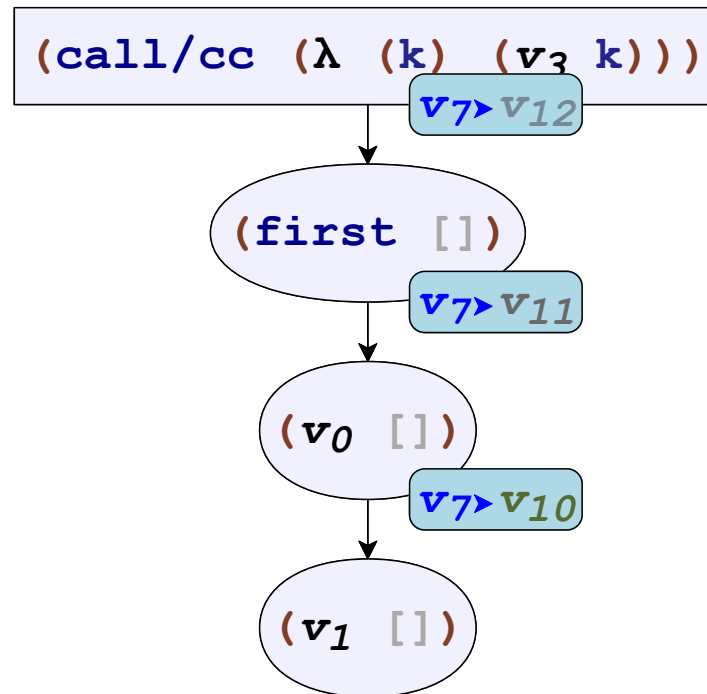 (call/cc (λ (k) (v₃ k)))
v₇➤v₁₂
(first [])
v₇➤v₁₁
(v₀ [])
v₇➤v₁₀
(v₁ [])